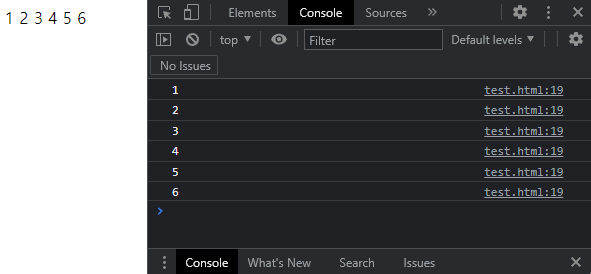 1 2 3 4 5 6
Elements Console Sources »
top ▼ Filter Default levels ▼
No Issues
1 test.html:19
2 test.html:19
3 test.html:19
4 test.html:19
5 test.html:19
6 test.html:19
>
Console What's New Search Issues